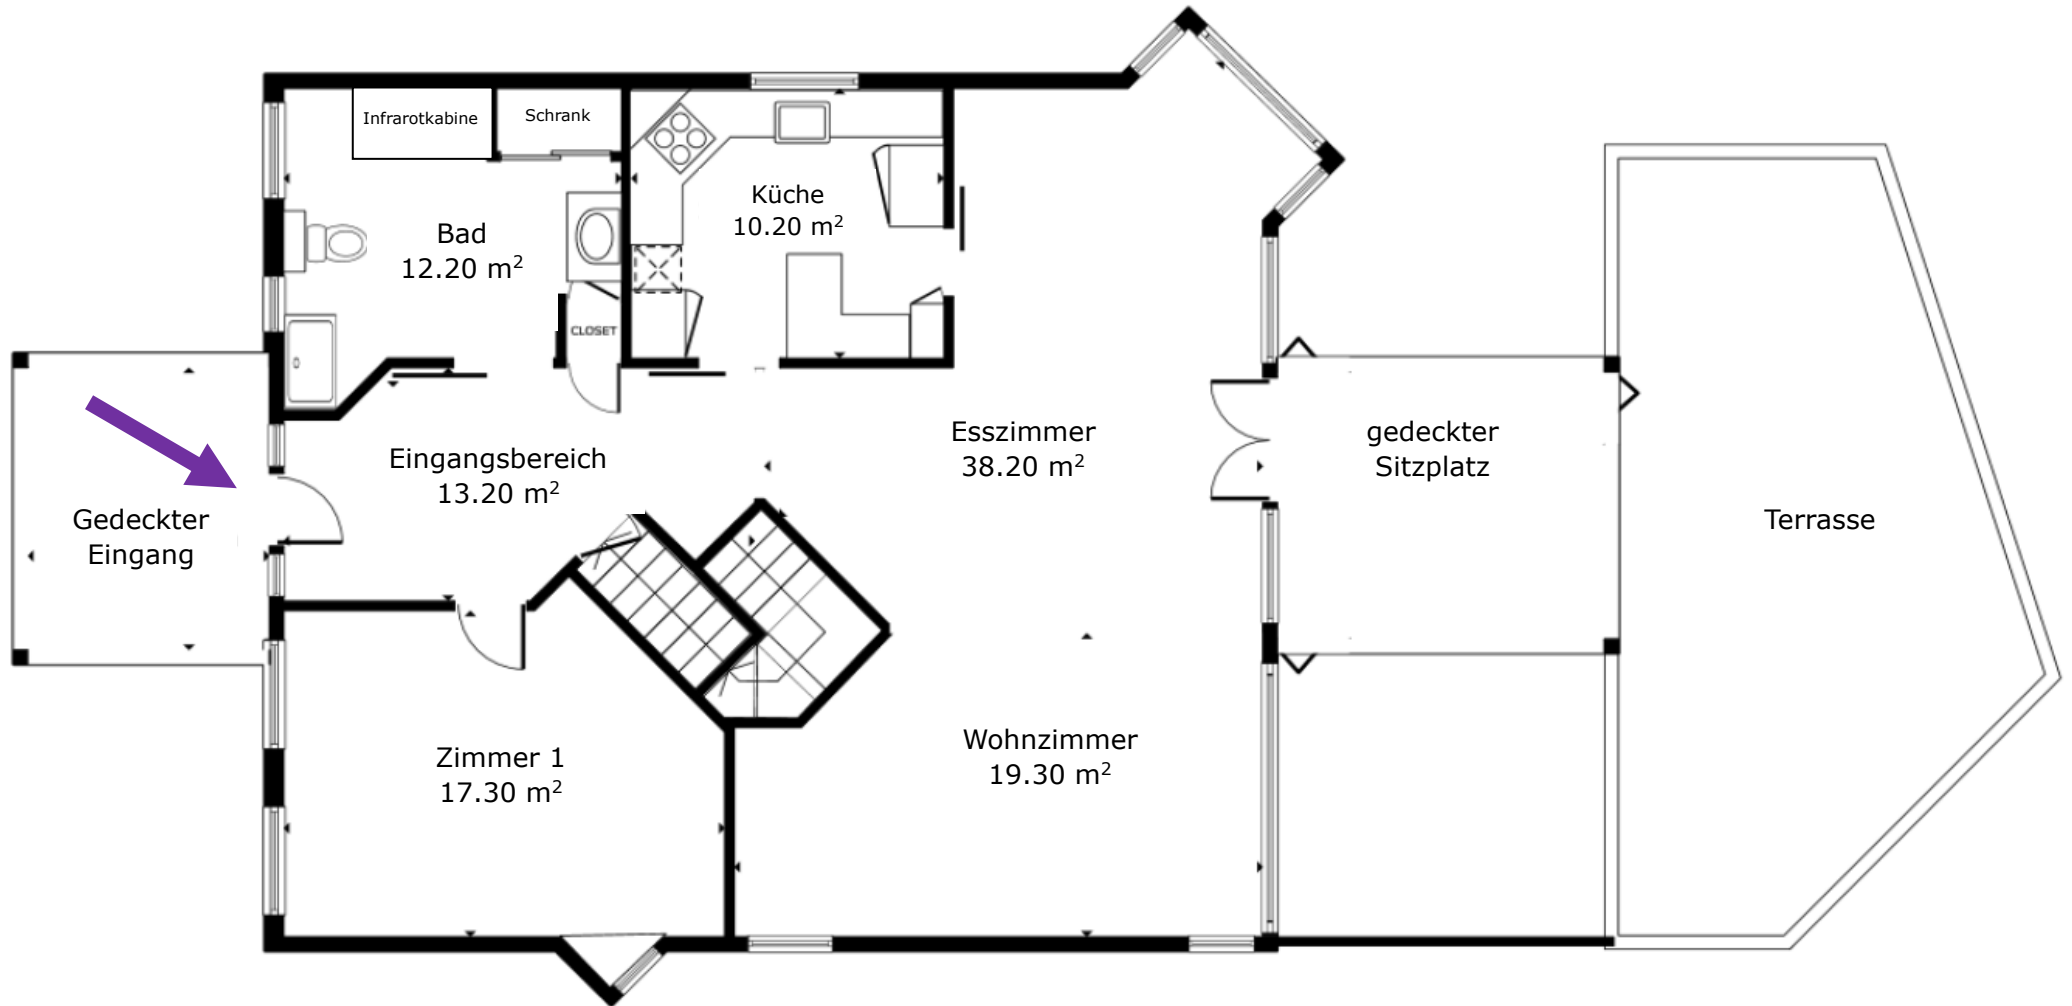 Infrarotkabine
Schrank
Küche
10.20 m²
Bad
12.20 m²
CLOSET
Eingangsbereich
13.20 m²
Esszimmer
38.20 m²
gedeckter
Sitzplatz
Gedeckter
Eingang
Terrasse
Zimmer 1
17.30 m²
Wohnzimmer
19.30 m²